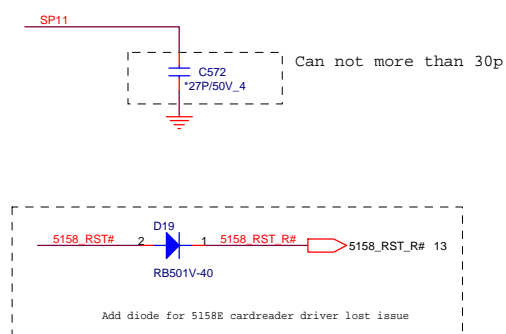 SP11
C572
*27P/50V_4
Can not more than 30p
5158_RST#
2
D19
1
5158_RST_R#
5158_RST_R# 13
RB501V-40
Add diode for 5158E cardreader driver lost issue